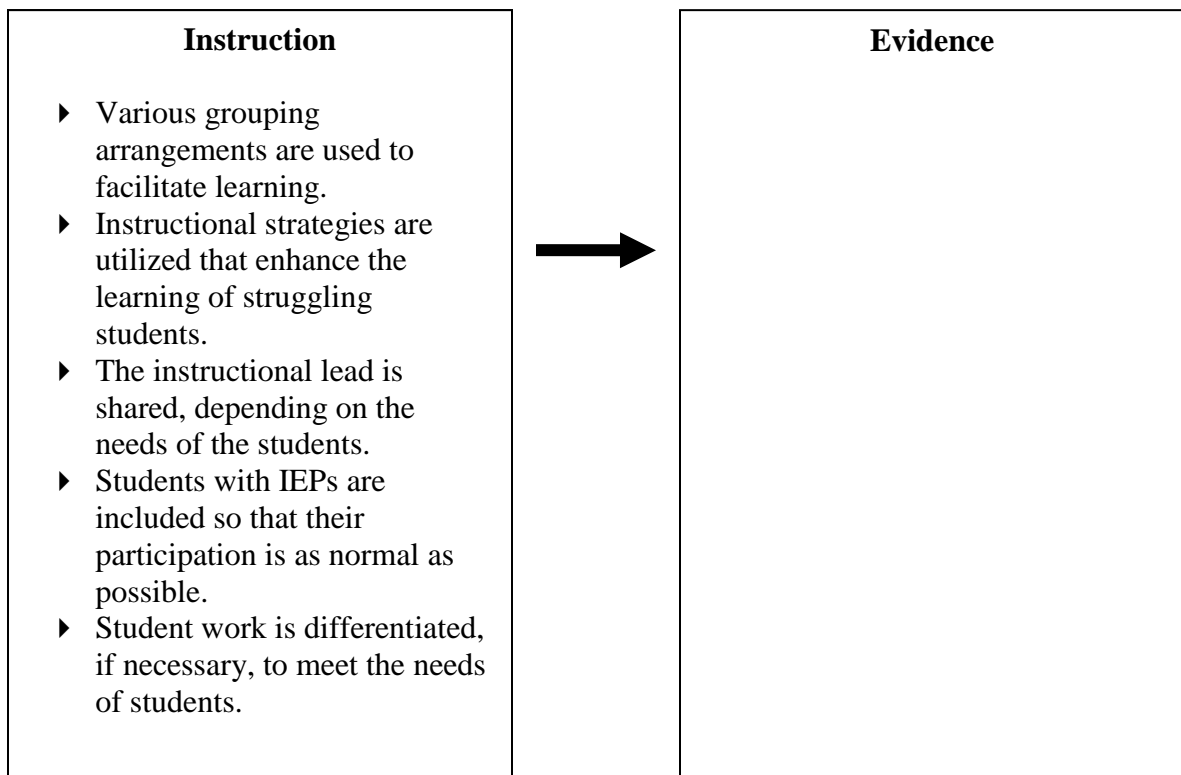 Instruction
▶ Various grouping
arrangements are used to
facilitate learning.
▶ Instructional strategies are
utilized that enhance the
learning of struggling
students.
▶ The instructional lead is
shared, depending on the
needs of the students.
▶ Students with IEPs are
included so that their
participation is as normal as
possible.
▶ Student work is differentiated,
if necessary, to meet the needs
of students.
Evidence